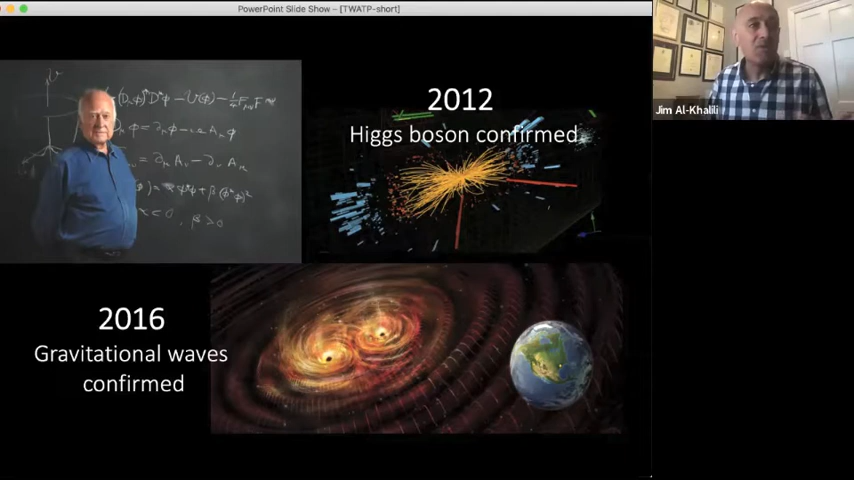 PowerPoint Slide Show – [TWATP-short]
Jim Al-Khalili
2012
Higgs boson confirmed
2016
Gravitational waves
confirmed